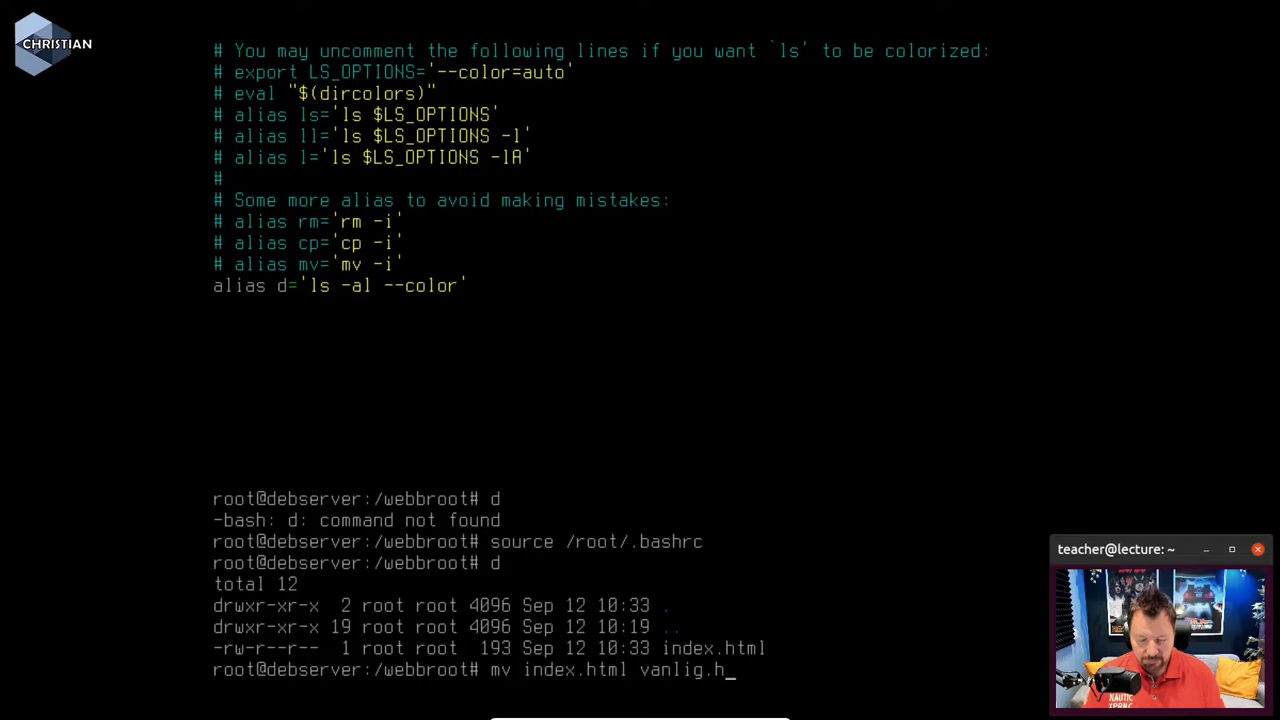 CHRISTIAN
# You may uncomment the following lines if you want `ls' to be colorized:
# export LS_OPTIONS='--color=auto'
# eval "$(dircolors)"
# alias ls='ls $LS_OPTIONS'
# alias ll='ls $LS_OPTIONS -l'
# alias l='ls $LS_OPTIONS -lA'
#
# Some more alias to avoid making mistakes:
# alias rm='rm -i'
# alias cp='cp -i'
# alias mv='mv -i'
alias d='ls -al --color'
root@debserver:/webbroot# d
-bash: d: command not found
root@debserver:/webbroot# source /root/.bashrc
root@debserver:/webbroot# d
total 12
drwxr-xr-x 2 root root 4096 Sep 12 10:33 .
drwxr-xr-x 19 root root 4096 Sep 12 10:19 ..
-rw-r--r-- 1 root root 193 Sep 12 10:33 index.html
root@debserver:/webbroot# mv index.html vanlig.h_
teacher@lecture: ~
NAUTIC
XPRNC